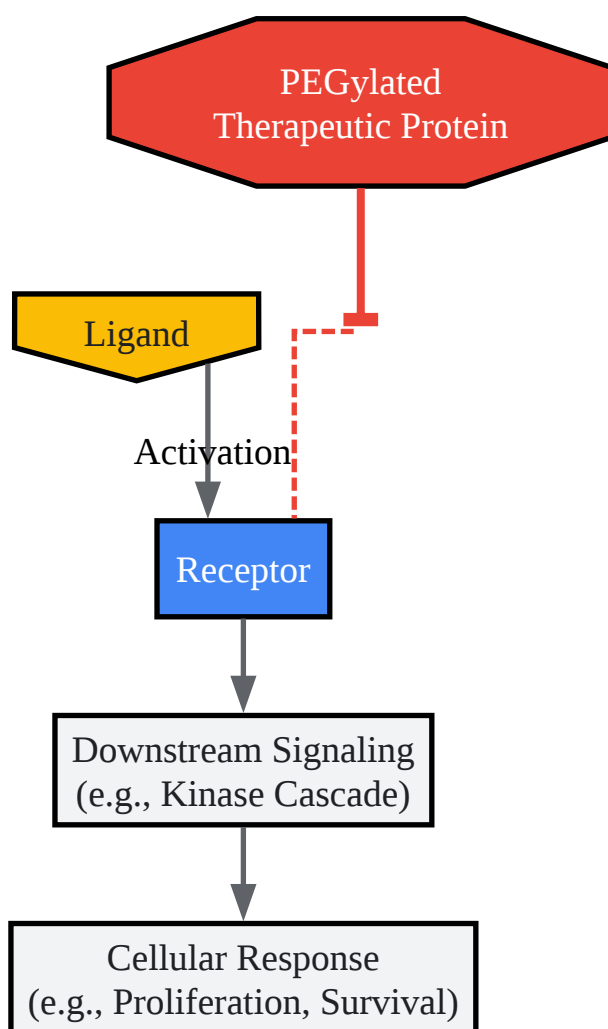 PEGylated
Therapeutic Protein
Ligand
Activation
Receptor
Downstream Signaling
(e.g., Kinase Cascade)
Cellular Response
(e.g., Proliferation, Survival)